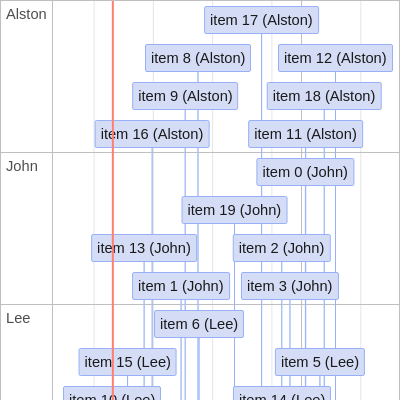 Alston
item 17 (Alston)
item 8 (Alston)
item 12 (Alston)
item 9 (Alston)
item 18 (Alston)
item 16 (Alston)
item 11 (Alston)
John
item 0 (John)
item 19 (John)
item 13 (John)
item 2 (John)
item 1 (John)
item 3 (John)
Lee
item 6 (Lee)
item 15 (Lee)
item 5 (Lee)
item 10 (Lee)
item 14 (Lee)